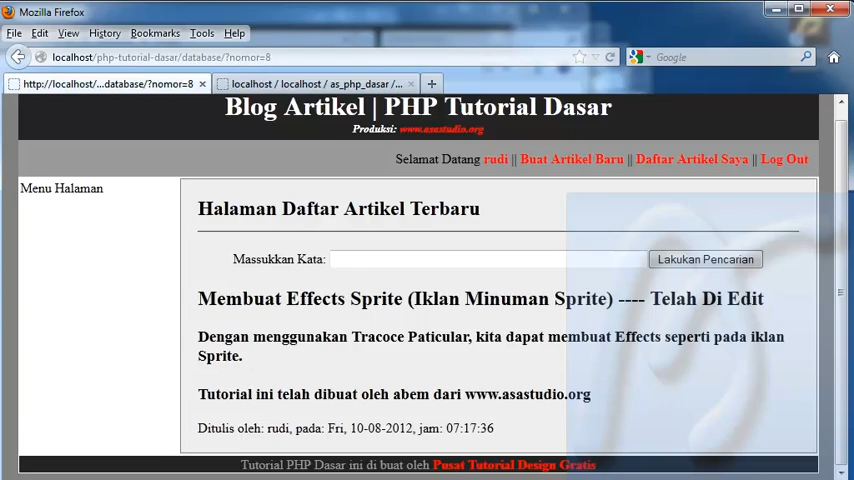 Mozilla Firefox
File Edit View History Bookmarks Tools Help
localhost/php-tutorial-dasar/database/?nomor=8
Google
http://localhost/...database/?nomor=8
localhost / localhost / as_php_dasar /...
Blog Artikel | PHP Tutorial Dasar
Produksi: www.asastudio.org
Selamat Datang rudi || Buat Artikel Baru || Daftar Artikel Saya || Log Out
Menu Halaman
Halaman Daftar Artikel Terbaru
Massukkan Kata:
Lakukan Pencarian
Membuat Effects Sprite (Iklan Minuman Sprite) ---- Telah Di Edit
Dengan menggunakan Tracoce Paticular, kita dapat membuat Effects seperti pada iklan
Sprite.
Tutorial ini telah dibuat oleh abem dari www.asastudio.org
Ditulis oleh: rudi, pada: Fri, 10-08-2012, jam: 07:17:36
Tutorial PHP Dasar ini di buat oleh Pusat Tutorial Design Gratis